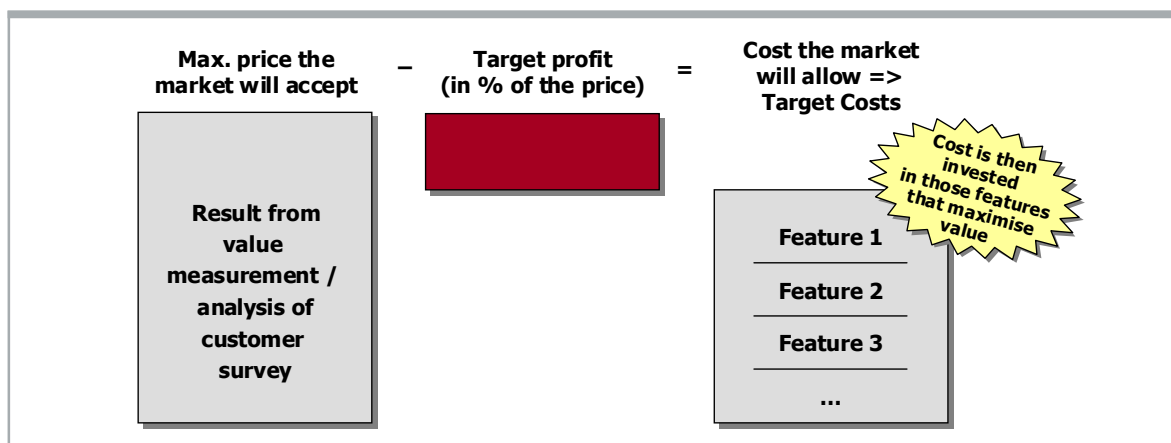 Max. price the
market will accept
–
Target profit
(in % of the price)
=
Cost the market
will allow =>
Target Costs
Result from
value
measurement /
analysis of
customer
survey
Cost is then
invested
in those features
that maximise
value
Feature 1
Feature 2
Feature 3
...